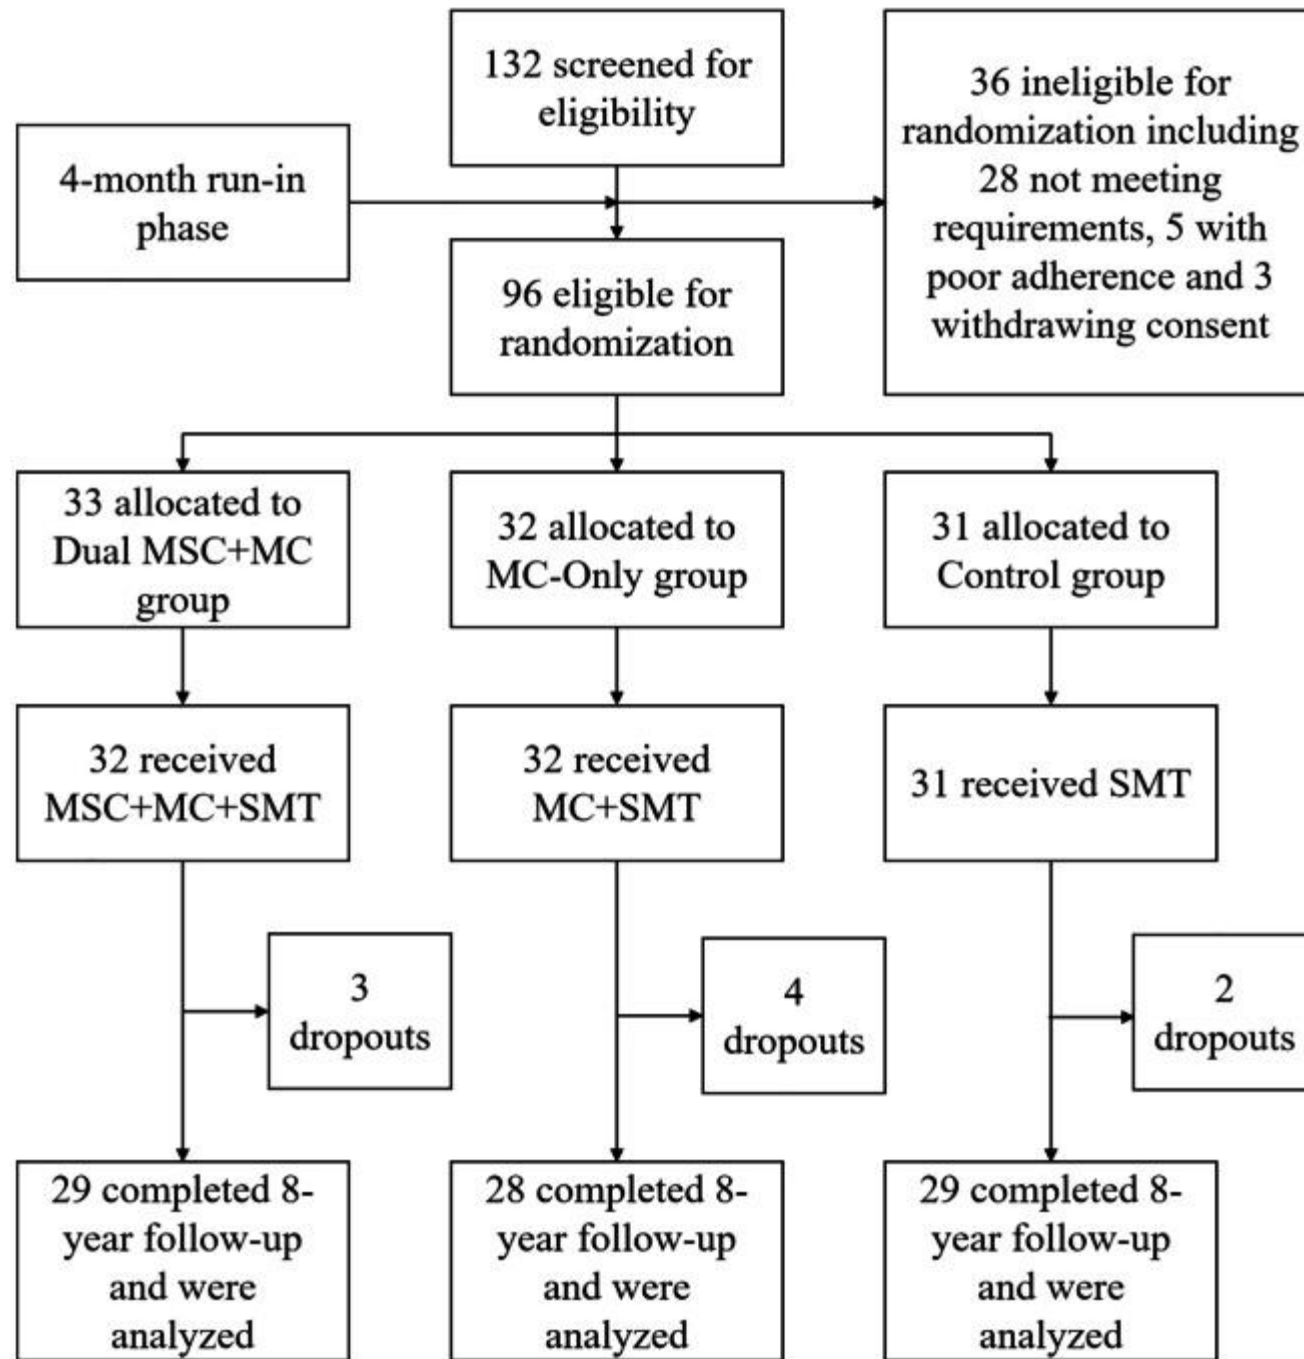 132 screened for
eligibility
36 ineligible for
randomization including
28 not meeting
requirements, 5 with
poor adherence and 3
withdrawing consent
4-month run-in
phase
96 eligible for
randomization
33 allocated to
Dual MSC+MC
group
32 allocated to
MC-Only group
31 allocated to
Control group
32 received
MSC+MC+SMT
32 received
MC+SMT
31 received SMT
3
dropouts
4
dropouts
2
dropouts
29 completed 8-
year follow-up
and were
analyzed
28 completed 8-
year follow-up
and were
analyzed
29 completed 8-
year follow-up
and were
analyzed